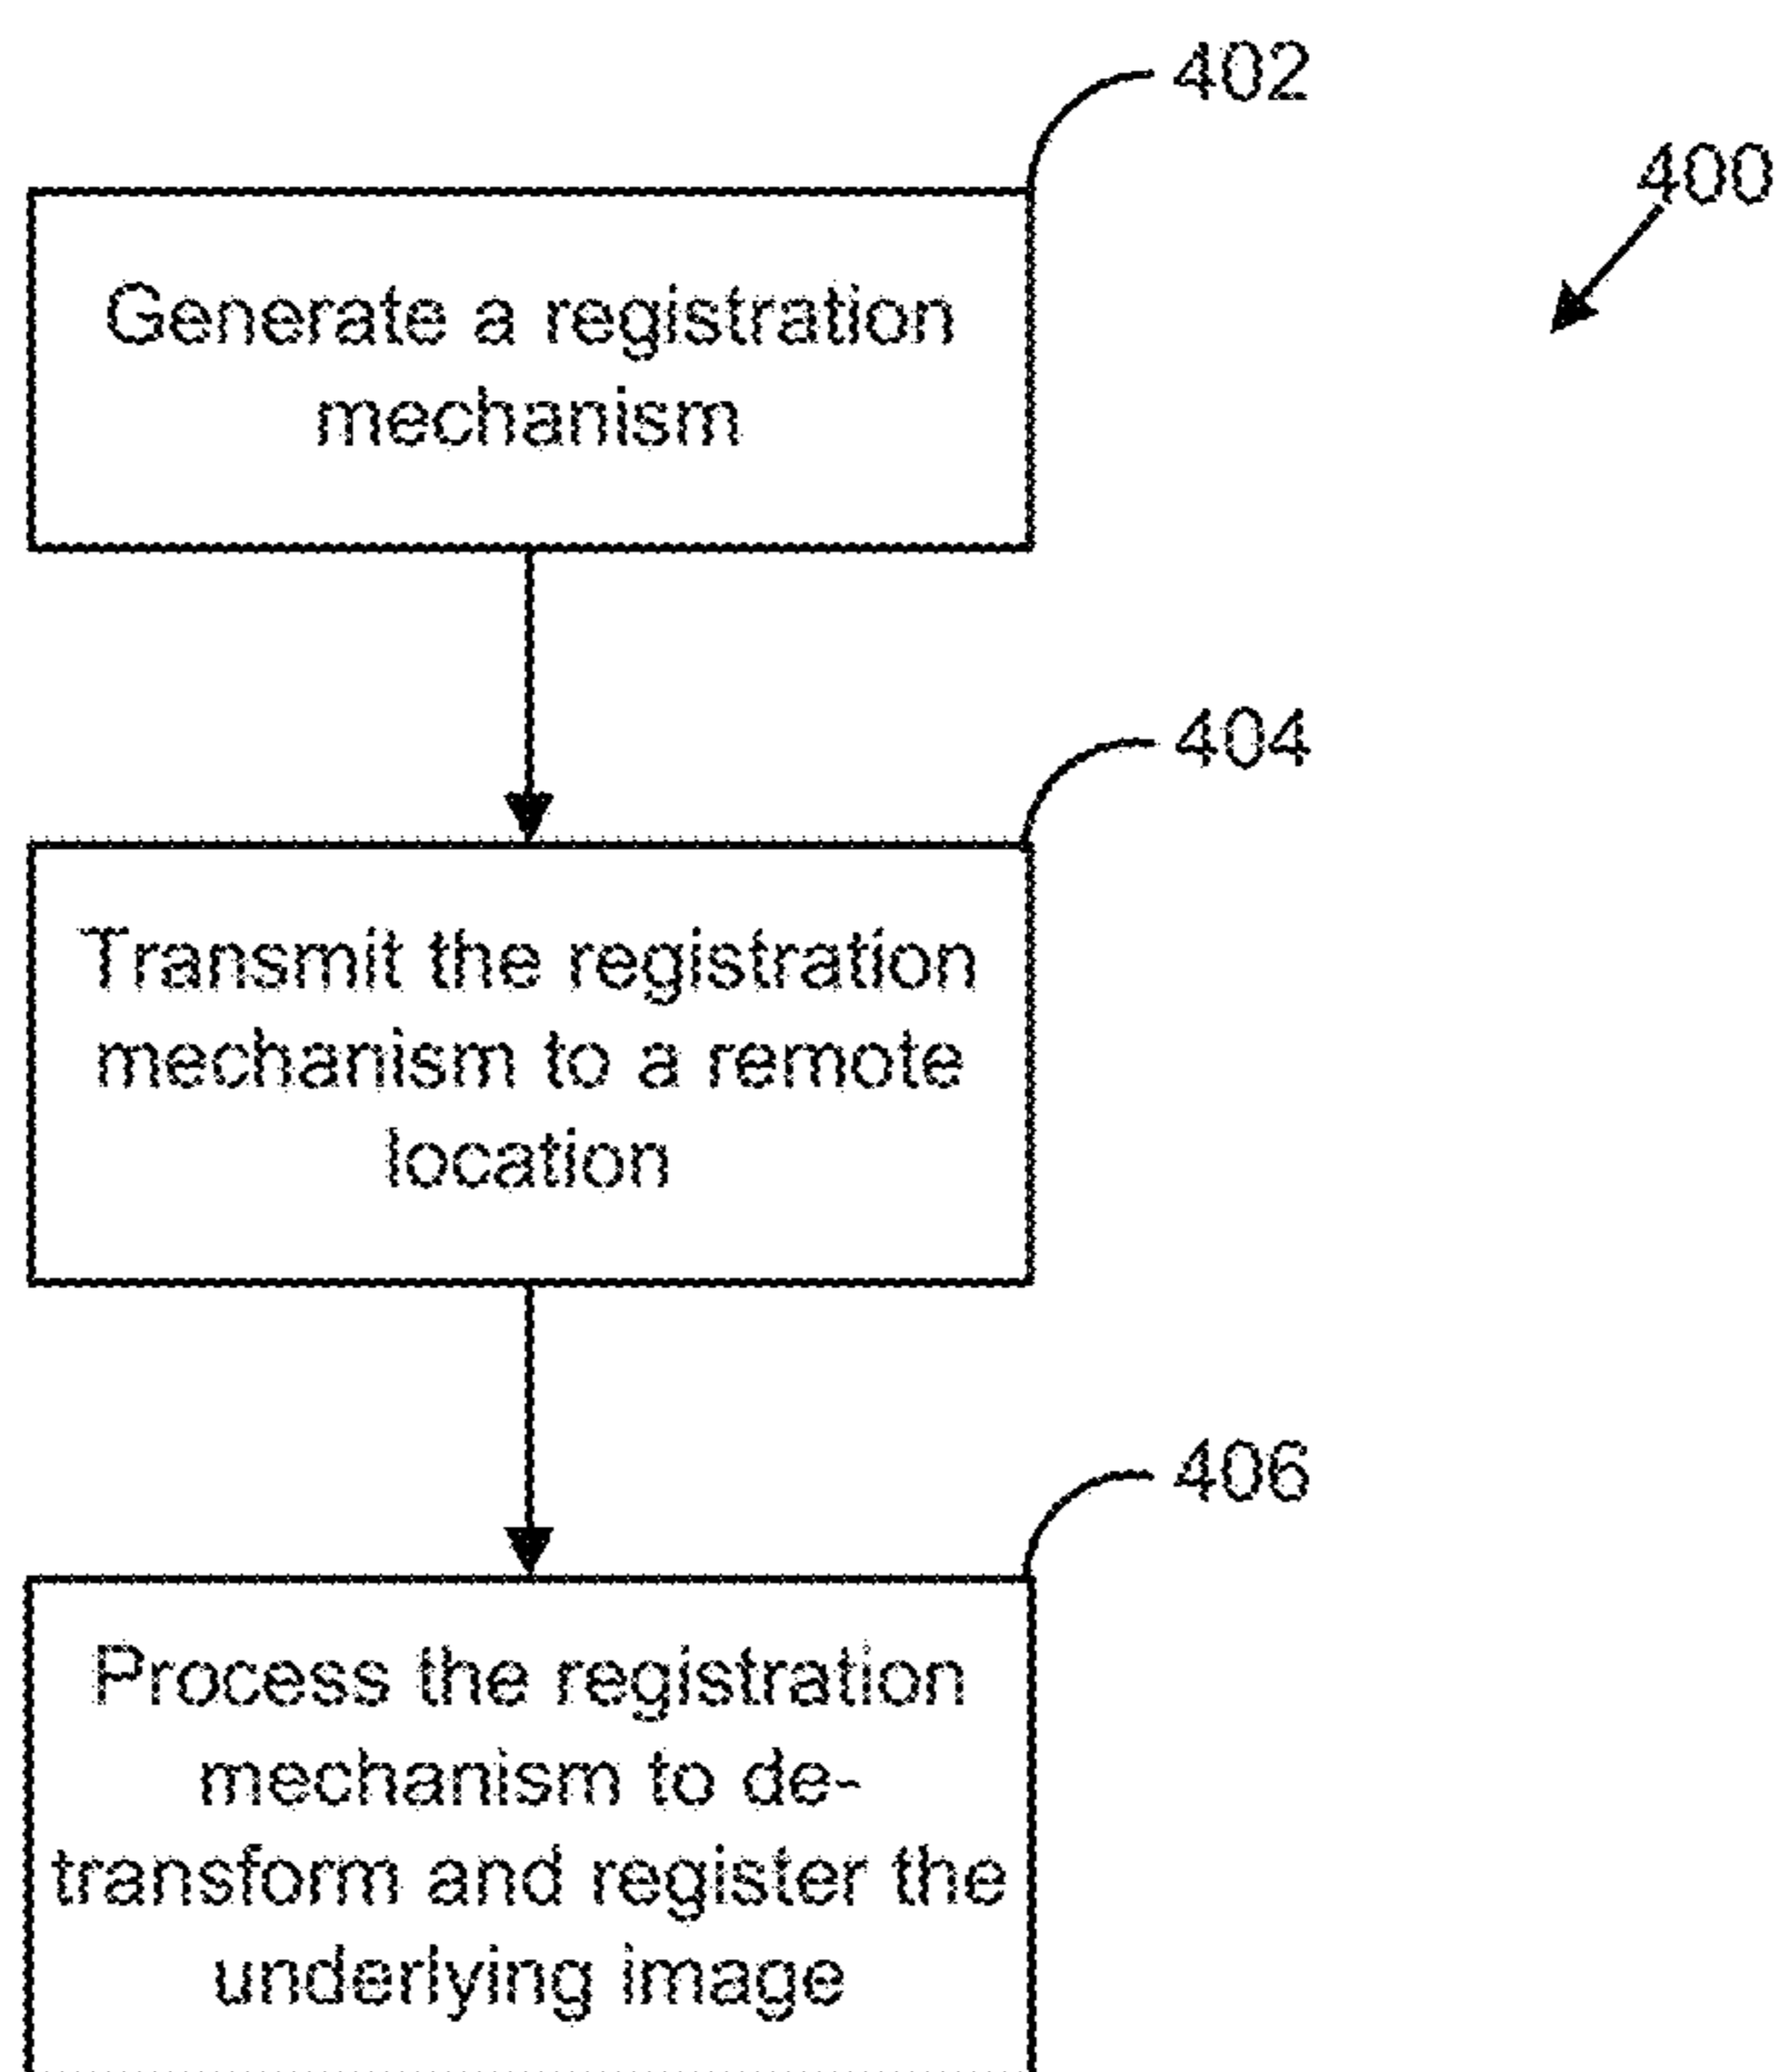 402
400
Generate a registration
mechanism
404
Transmit the registration
mechanism to a remote
location
406
Process the registration
mechanism to de-
transform and register the
underlying image